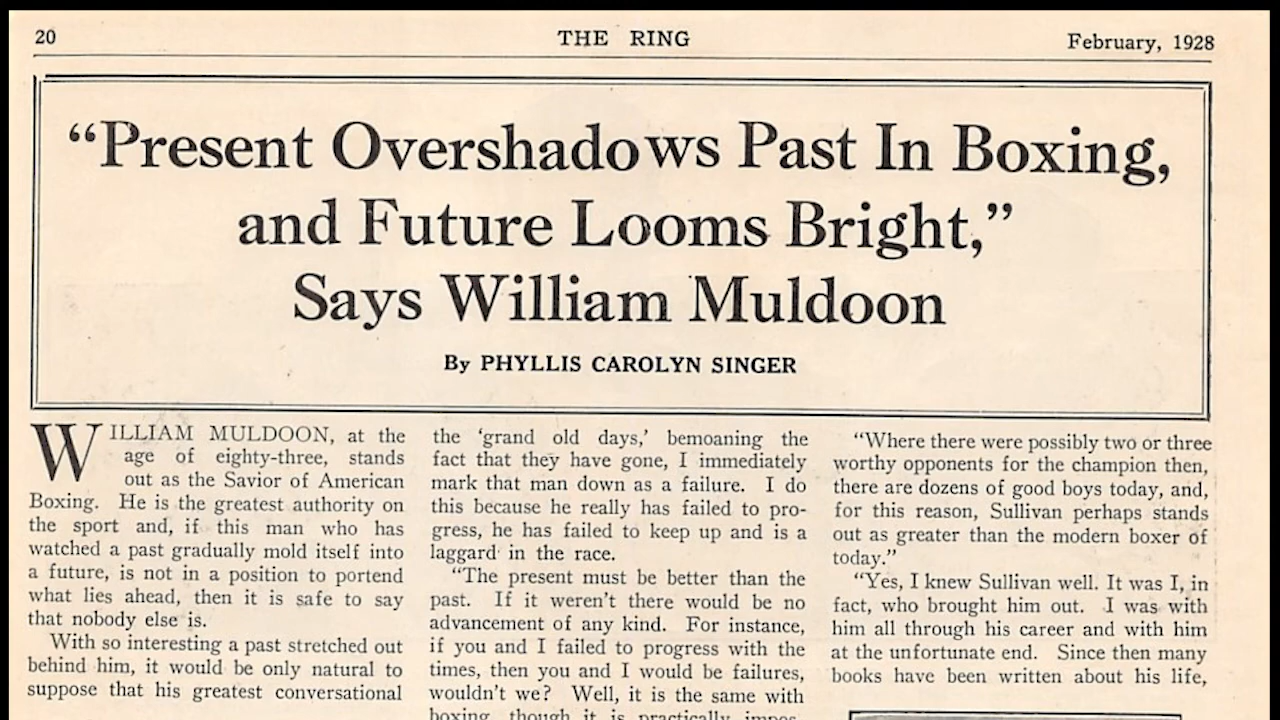 20 THE RING February, 1928
“Present Overshadows Past In Boxing,
and Future Looms Bright,”
Says William Muldoon
By PHYLLIS CAROLYN SINGER
WILLIAM MULDOON, at the
age of eighty-three, stands
out as the Savior of American
Boxing. He is the greatest authority on
the sport and, if this man who has
watched a past gradually mold itself into
a future, is not in a position to portend
what lies ahead, then it is safe to say
that nobody else is.
With so interesting a past stretched out
behind him, it would be only natural to
suppose that his greatest conversational
the ‘grand old days,’ bemoaning the
fact that they have gone, I immediately
mark that man down as a failure. I do
this because he really has failed to pro-
gress, he has failed to keep up and is a
laggard in the race.
“The present must be better than the
past. If it weren’t there would be no
advancement of any kind. For instance,
if you and I failed to progress with the
times, then you and I would be failures,
wouldn’t we? Well, it is the same with
boxing, though it is practically impos-
“Where there were possibly two or three
worthy opponents for the champion then,
there are dozens of good boys today, and,
for this reason, Sullivan perhaps stands
out as greater than the modern boxer of
today.”
“Yes, I knew Sullivan well. It was I, in
fact, who brought him out. I was with
him all through his career and with him
at the unfortunate end. Since then many
books have been written about his life,